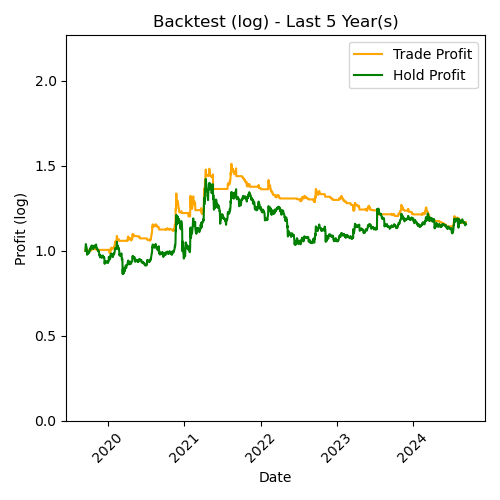 Backtest (log) - Last 5 Year(s)
Trade Profit
Hold Profit
Profit (log)
2.0
1.5
1.0
0.5
0.0
2020
2021
2022
2023
2024
Date